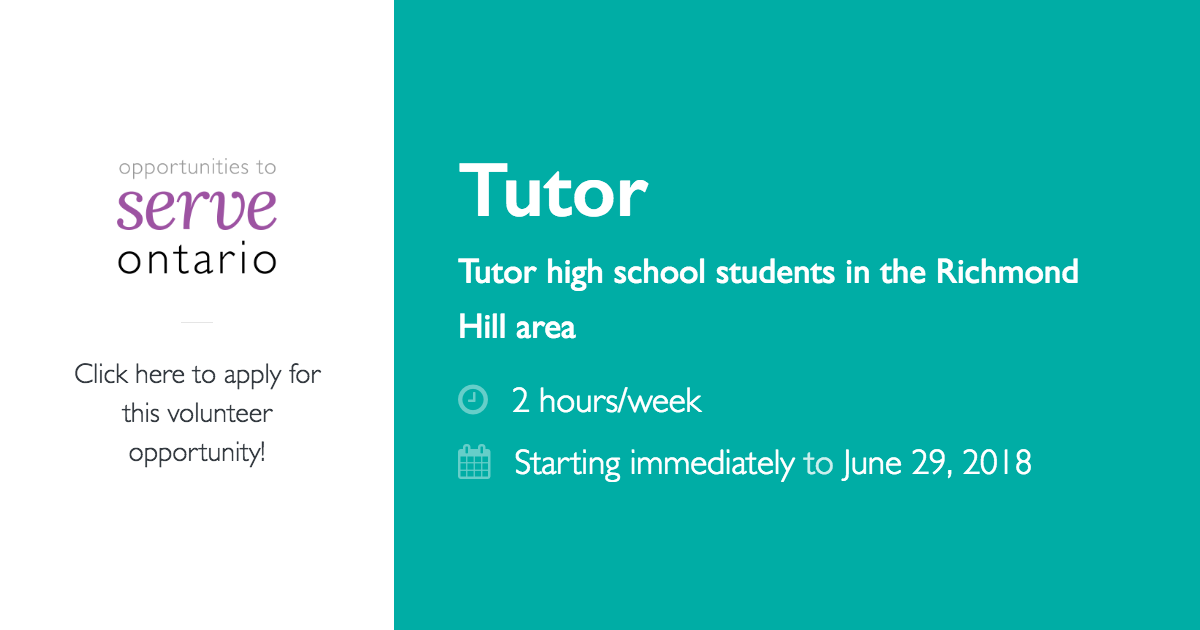 opportunities to
serve
ontario
Click here to apply for
this volunteer
opportunity!
Tutor
Tutor high school students in the Richmond
Hill area
2 hours/week
Starting immediately to June 29, 2018